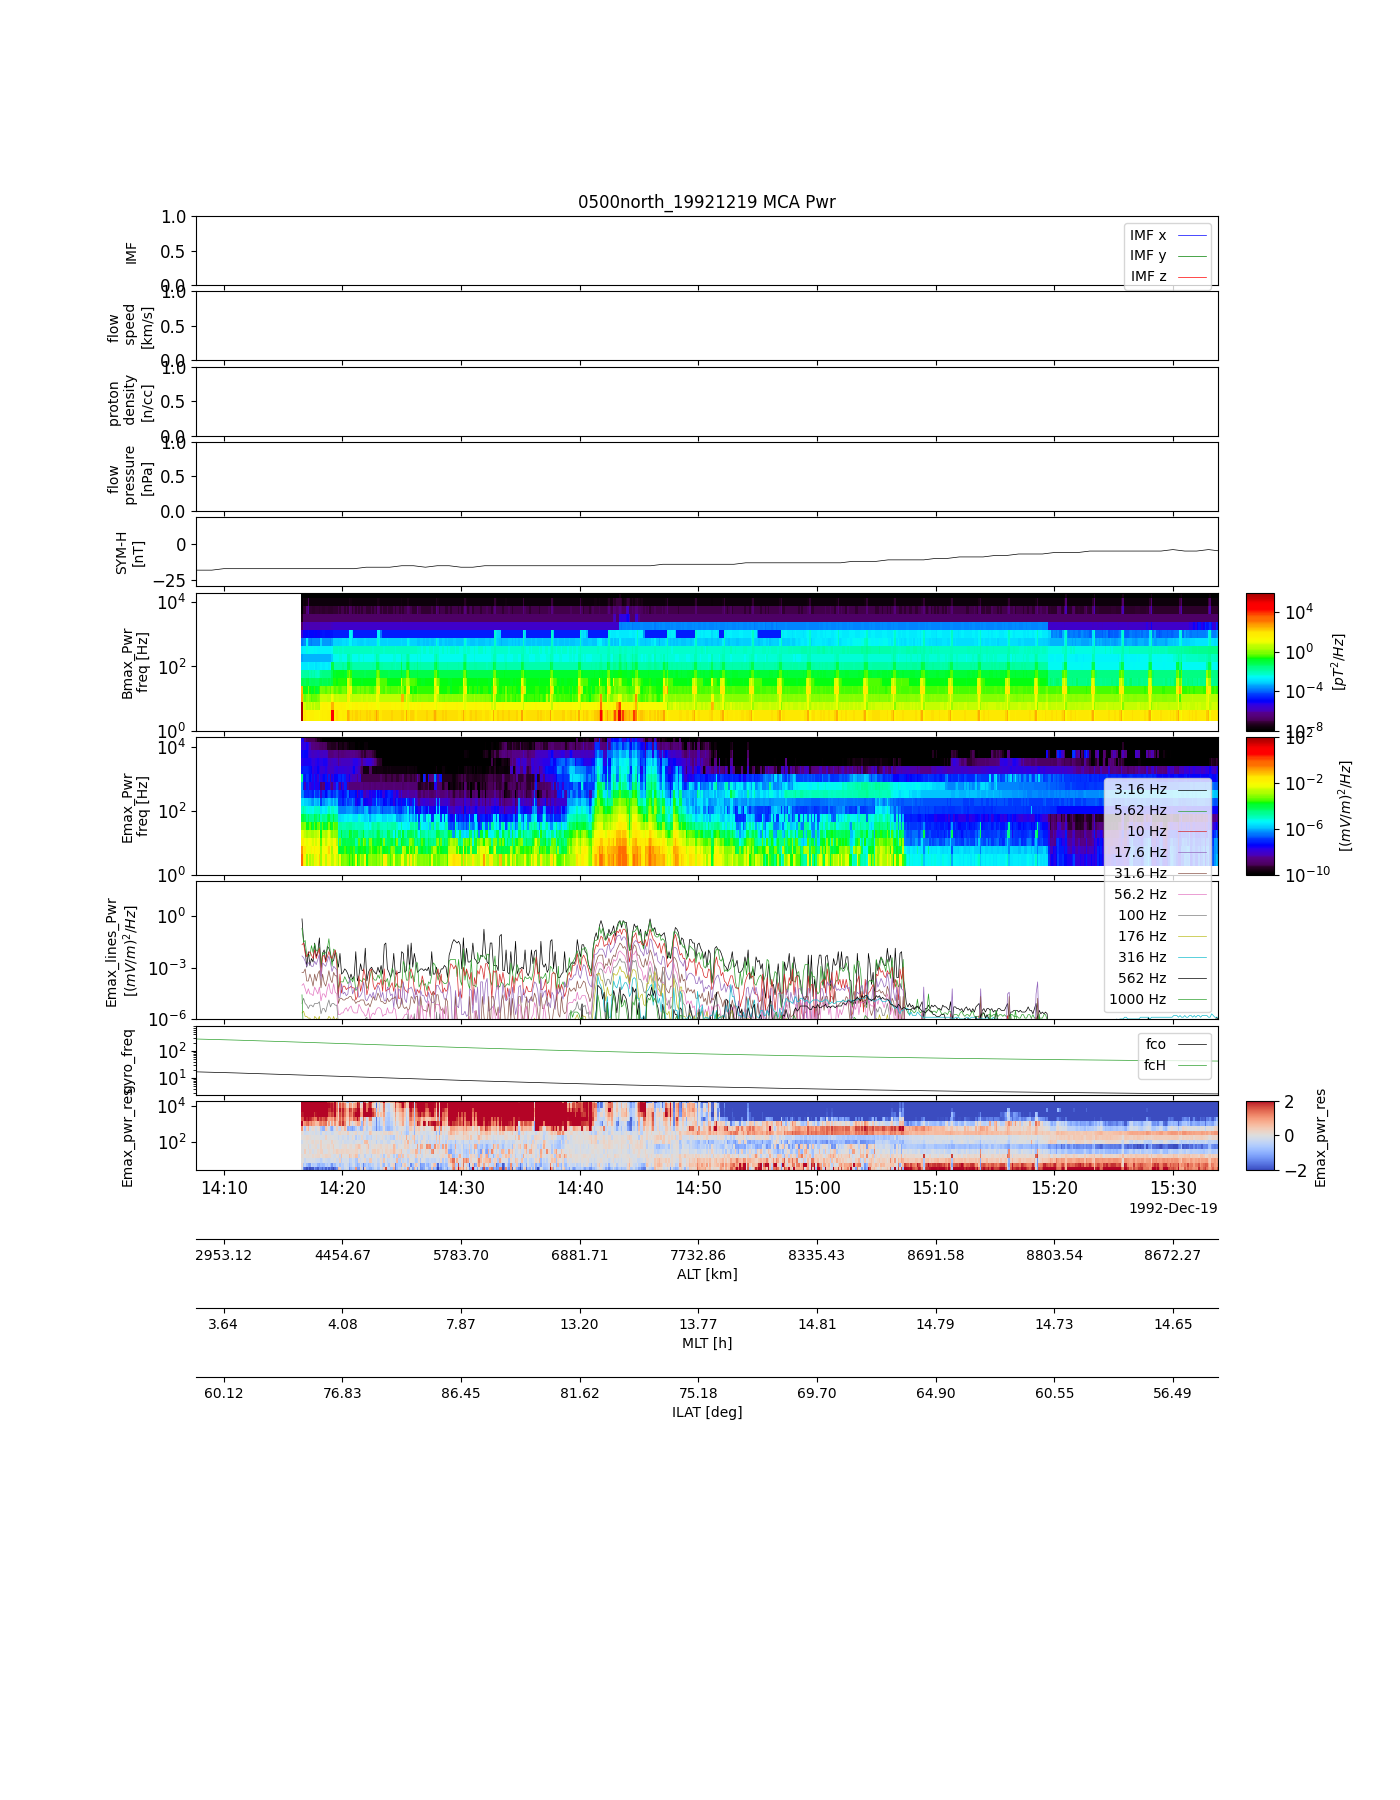 0500north_19921219 MCA Pwr
1.0
0.5
0.0
IMF
IMF x
IMF y
IMF z
1.0
0.5
0.0
flow
speed
[km/s]
1.0
0.5
0.0
proton
density
[n/cc]
1.0
0.5
0.0
flow
pressure
[nPa]
0
−25
SYM-H
[nT]
10^4
10^2
10^0
Bmax_Pwr
freq [Hz]
10^4
10^0
10^-4
10^-8
[pT^2/Hz]
10^4
10^2
10^0
Emax_Pwr
freq [Hz]
10^2
10^-2
10^-6
10^-10
[(mV/m)^2/Hz]
3.16 Hz
5.62 Hz
10 Hz
17.6 Hz
31.6 Hz
56.2 Hz
100 Hz
176 Hz
316 Hz
562 Hz
1000 Hz
10^0
10^-3
10^-6
Emax_lines_Pwr
[(mV/m)^2/Hz]
10^2
10^1
gyro_freq
fco
fcH
10^4
10^2
Emax_pwr_res
2
0
−2
Emax_pwr_res
14:10 14:20 14:30 14:40 14:50 15:00 15:10 15:20 15:30
1992-Dec-19
2953.12 4454.67 5783.70 6881.71 7732.86 8335.43 8691.58 8803.54 8672.27
ALT [km]
3.64 4.08 7.87 13.20 13.77 14.81 14.79 14.73 14.65
MLT [h]
60.12 76.83 86.45 81.62 75.18 69.70 64.90 60.55 56.49
ILAT [deg]